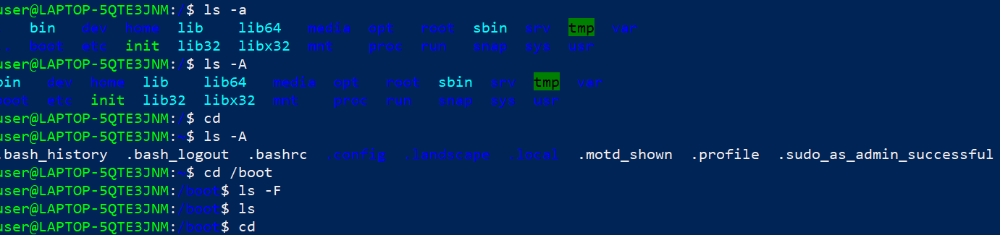 user@LAPTOP-5QTE3JNM:/$ ls -a
bin dev home lib lib64 media opt root sbin srv tmp var
.. boot etc init lib32 libx32 mnt proc run snap sys usr
user@LAPTOP-5QTE3JNM:/$ ls -A
bin dev home lib lib64 media opt root sbin srv tmp var
boot etc init lib32 libx32 mnt proc run snap sys usr
user@LAPTOP-5QTE3JNM:/$ cd
user@LAPTOP-5QTE3JNM:~$ ls -A
.bash_history .bash_logout .bashrc .config .landscape .local .motd_shown .profile .sudo_as_admin_successful
user@LAPTOP-5QTE3JNM:~$ cd /boot
user@LAPTOP-5QTE3JNM:/boot$ ls -F
user@LAPTOP-5QTE3JNM:/boot$ ls
user@LAPTOP-5QTE3JNM:/boot$ cd